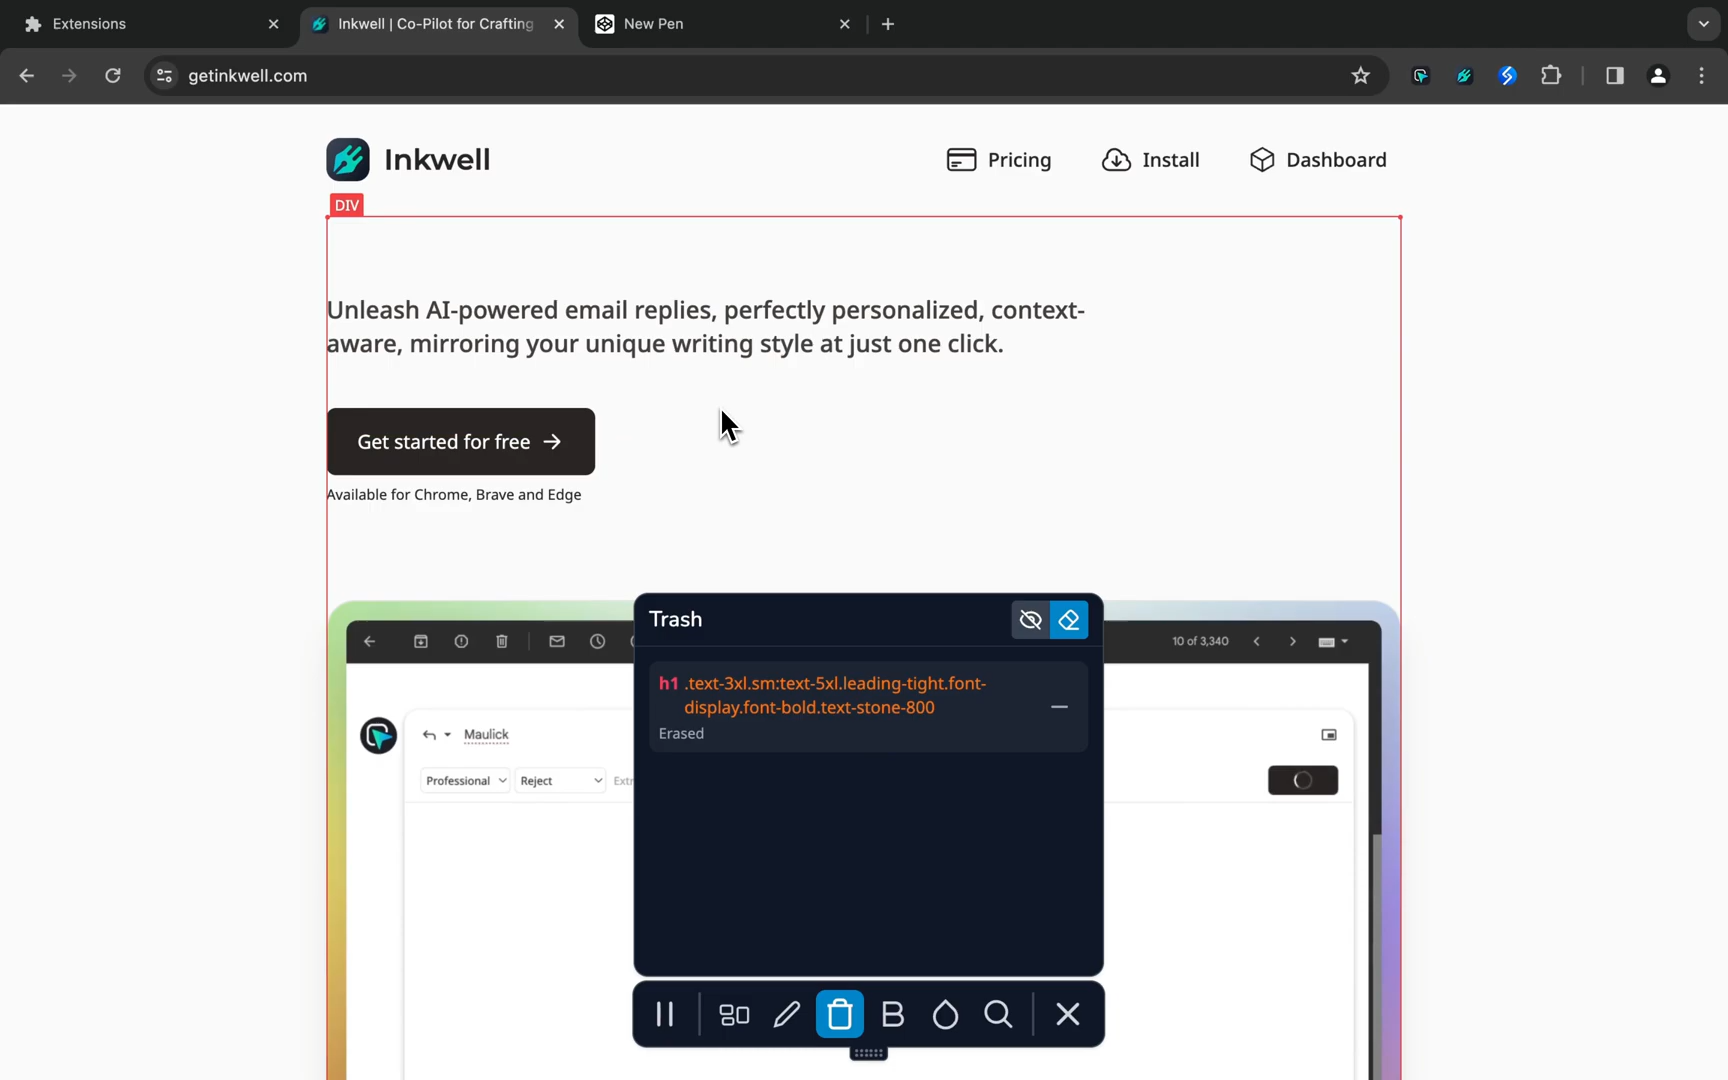 Extensions
Inkwell | Co-Pilot for Crafting
New Pen
getinkwell.com
Inkwell
Pricing
Install
Dashboard
DIV
Unleash AI-powered email replies, perfectly personalized, context-
aware, mirroring your unique writing style at just one click.
Get started for free →
Available for Chrome, Brave and Edge
Trash
10 of 3,340
h1 .text-3xl.sm:text-5xl.leading-tight.font-
display.font-bold.text-stone-800
Erased
Maulick
Professional
Reject
Extr
B